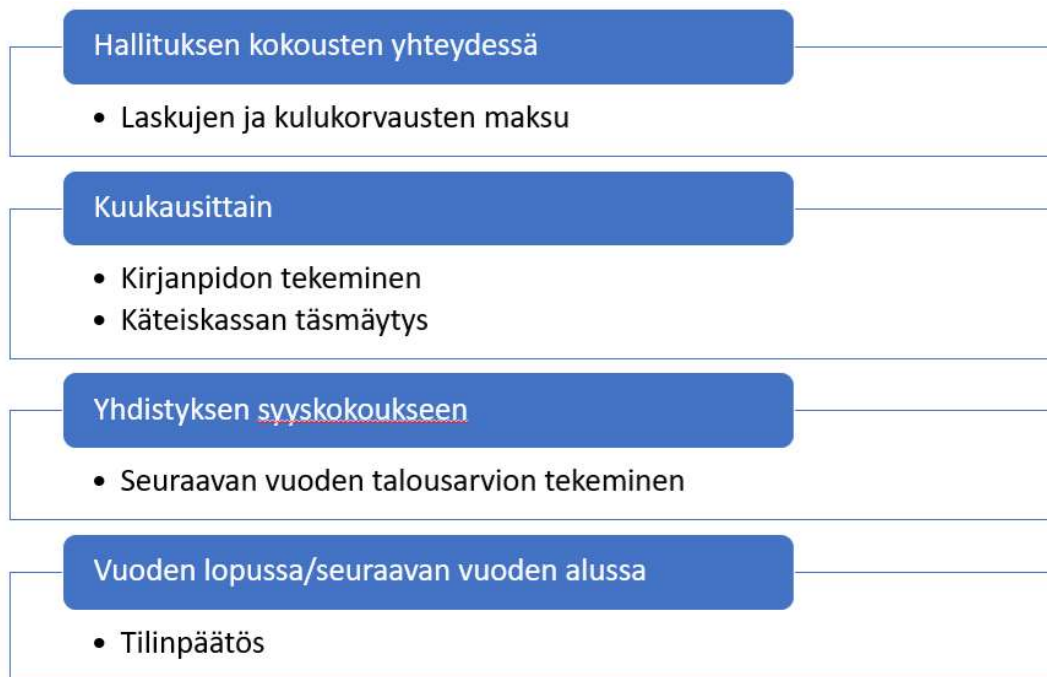 Hallituksen kokousten yhteydessä
• Laskujen ja kulukorvausten maksu
Kuukausittain
• Kirjanpidon tekeminen
• Käteiskassan täsmäytys
Yhdistyksen syyskokoukseen
• Seuraavan vuoden talousarvion tekeminen
Vuoden lopussa/seuraavan vuoden alussa
• Tilinpäätös